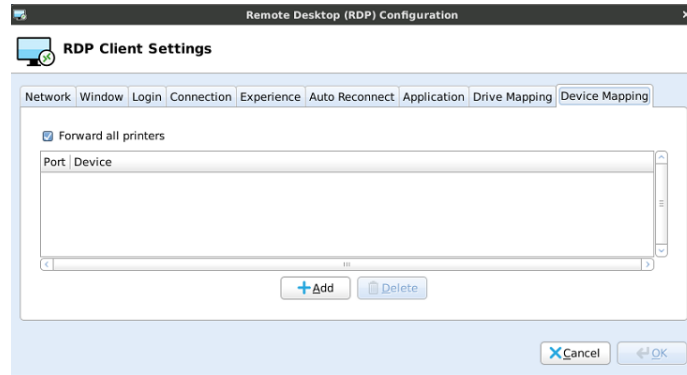 Remote Desktop (RDP) Configuration
RDP Client Settings
Network Window Login Connection Experience Auto Reconnect Application Drive Mapping Device Mapping
Forward all printers
Port Device
Add Delete
Cancel OK